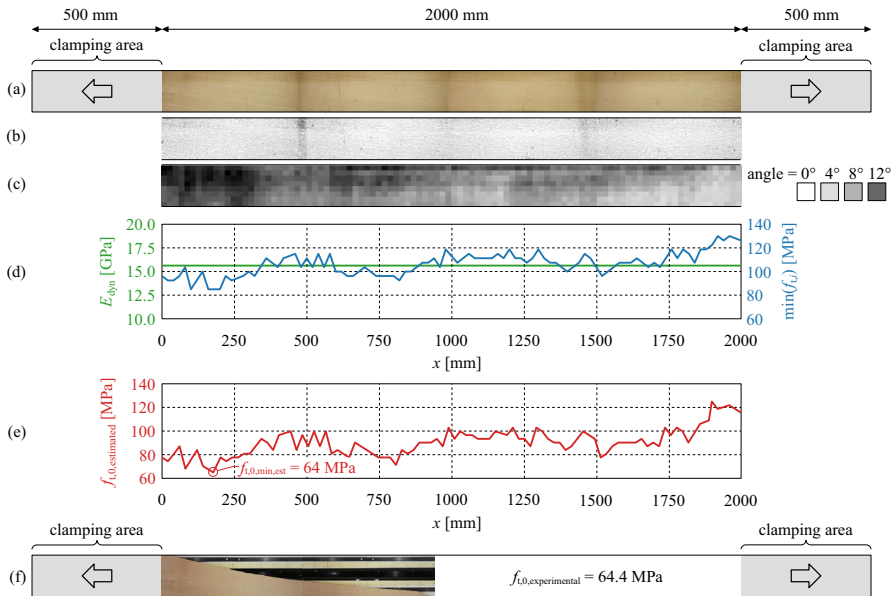 500 mm 2000 mm 500 mm
clamping area clamping area
(a)
(b)
(c) angle = 0° 4° 8° 12°
20.0 140
17.5 120
(d) E_dyn [GPa] 15.0 100 min(f_t,i) [MPa]
12.5 80
10.0 60
0 250 500 750 1000 1250 1500 1750 2000
x [mm]
140
120
(e) f_t,0,estimated [MPa] 100
80
f_t,0,min,est = 64 MPa
60
0 250 500 750 1000 1250 1500 1750 2000
x [mm]
clamping area clamping area
(f) f_t,0,experimental = 64.4 MPa